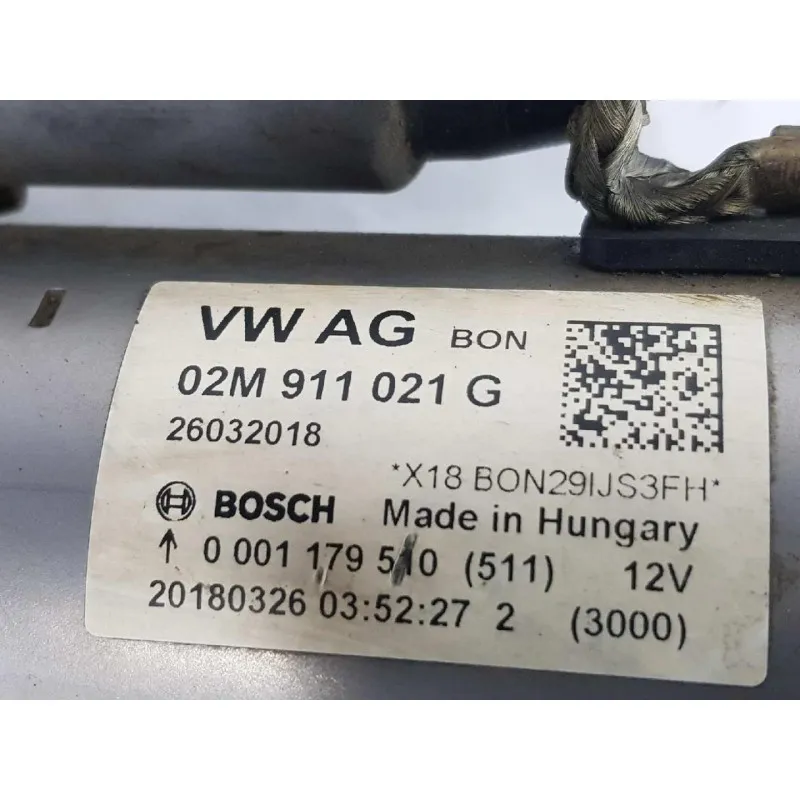 VW AG BON
02M 911 021 G
26032018
*X18 BON29IJS3FH*
BOSCH Made in Hungary
↑ 0 001 179 510 (511) 12V
20180326 03:52:27 2 (3000)